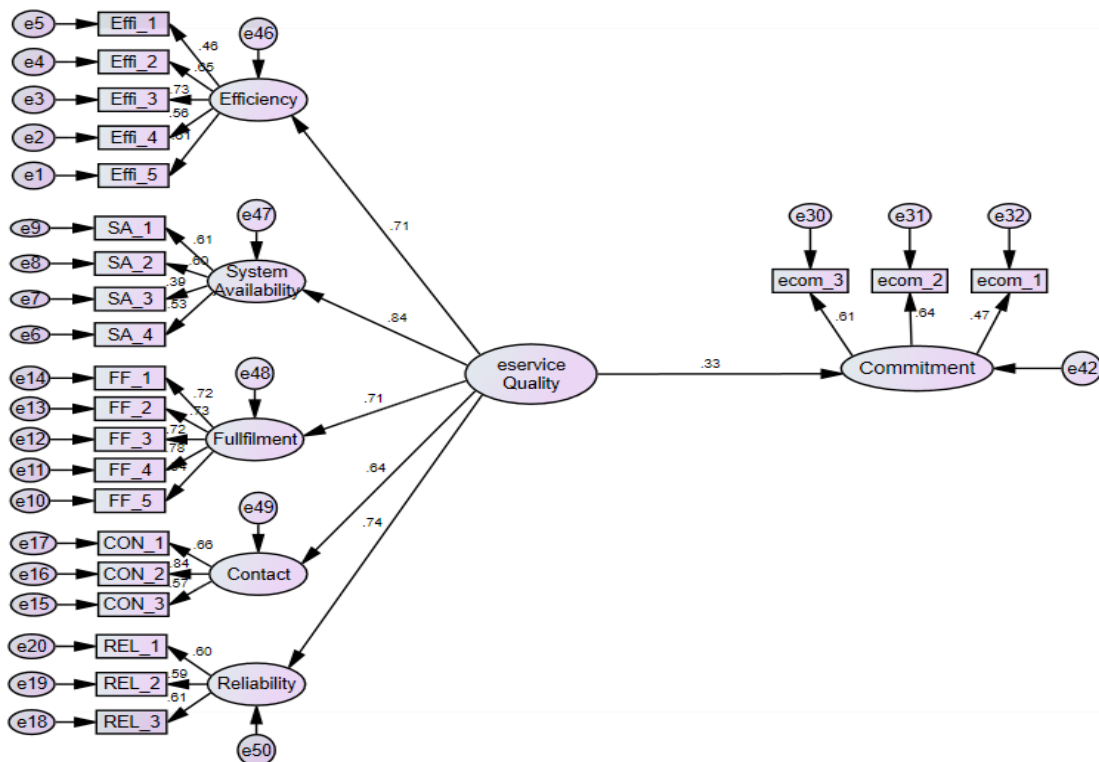 e5 Effi_1
e4 Effi_2
e3 Effi_3
e2 Effi_4
e1 Effi_5
.46
.65
.73
.56
e46
Efficiency
.71
e9 SA_1
e8 SA_2
e7 SA_3
e6 SA_4
.61
.60
.39
.53
e47
System
Availability
.84
e14 FF_1
e13 FF_2
e12 FF_3
e11 FF_4
e10 FF_5
.72
.73
.72
.78
e48
Fullfilment
.71
e17 CON_1
e16 CON_2
e15 CON_3
.66
.84
.57
e49
Contact
.64
e20 REL_1
e19 REL_2
e18 REL_3
.60
.59
.61
Reliability
e50
.74
eservice
Quality
.33
e30 e31 e32
ecom_3 ecom_2 ecom_1
.61 .64 .47
Commitment
e42